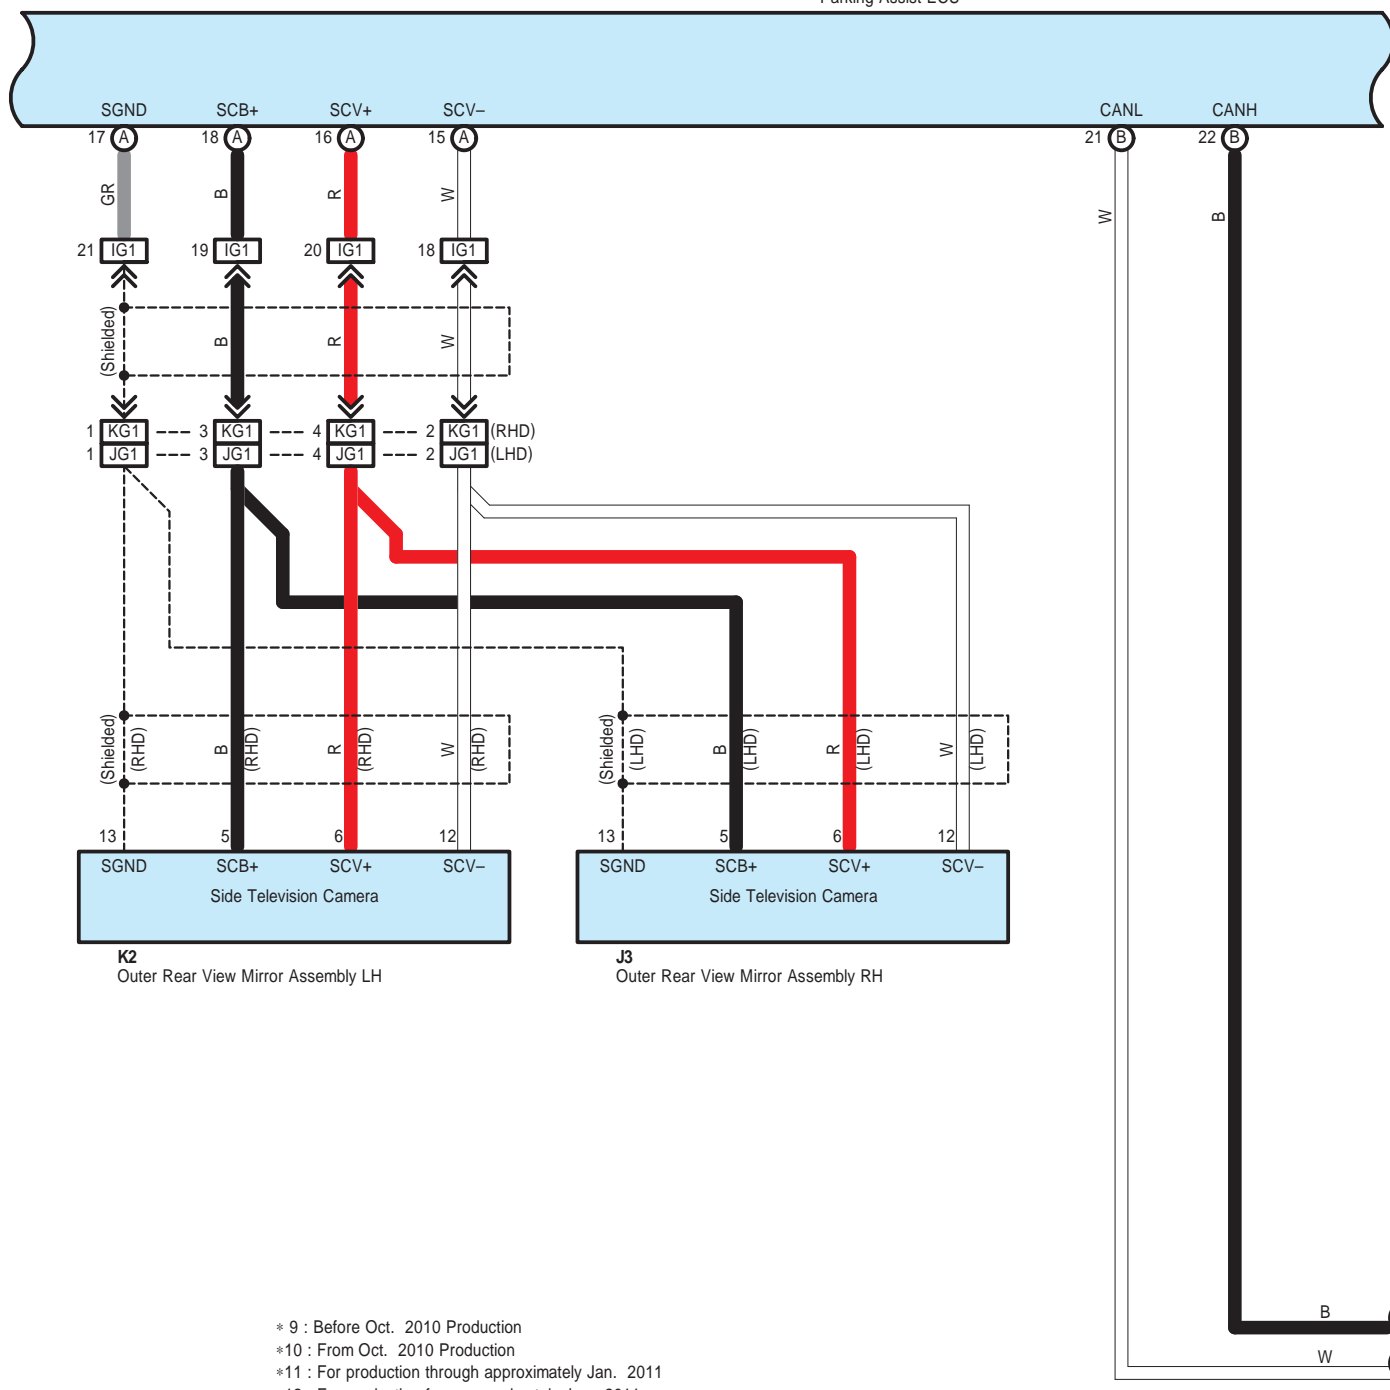 Parking Assist ECU
SGND SCB+ SCV+ SCV– CANL CANH
17 A 18 A 16 A 15 A 21 B 22 B
GR B R W W B
21 IG1 19 IG1 20 IG1 18 IG1
(Shielded) B R W
1 KG1 3 KG1 4 KG1 2 KG1 (RHD)
1 JG1 3 JG1 4 JG1 2 JG1 (LHD)
(Shielded) (RHD) B (RHD) R (RHD) W (RHD) (Shielded) (LHD) B (LHD) R (LHD) W (LHD)
13 5 6 12 13 5 6 12
SGND SCB+ SCV+ SCV– SGND SCB+ SCV+ SCV–
Side Television Camera Side Television Camera
K2 J3
Outer Rear View Mirror Assembly LH Outer Rear View Mirror Assembly RH
B
∗ 9 : Before Oct. 2010 Production
∗10 : From Oct. 2010 Production
W
∗11 : For production through approximately Jan. 2011